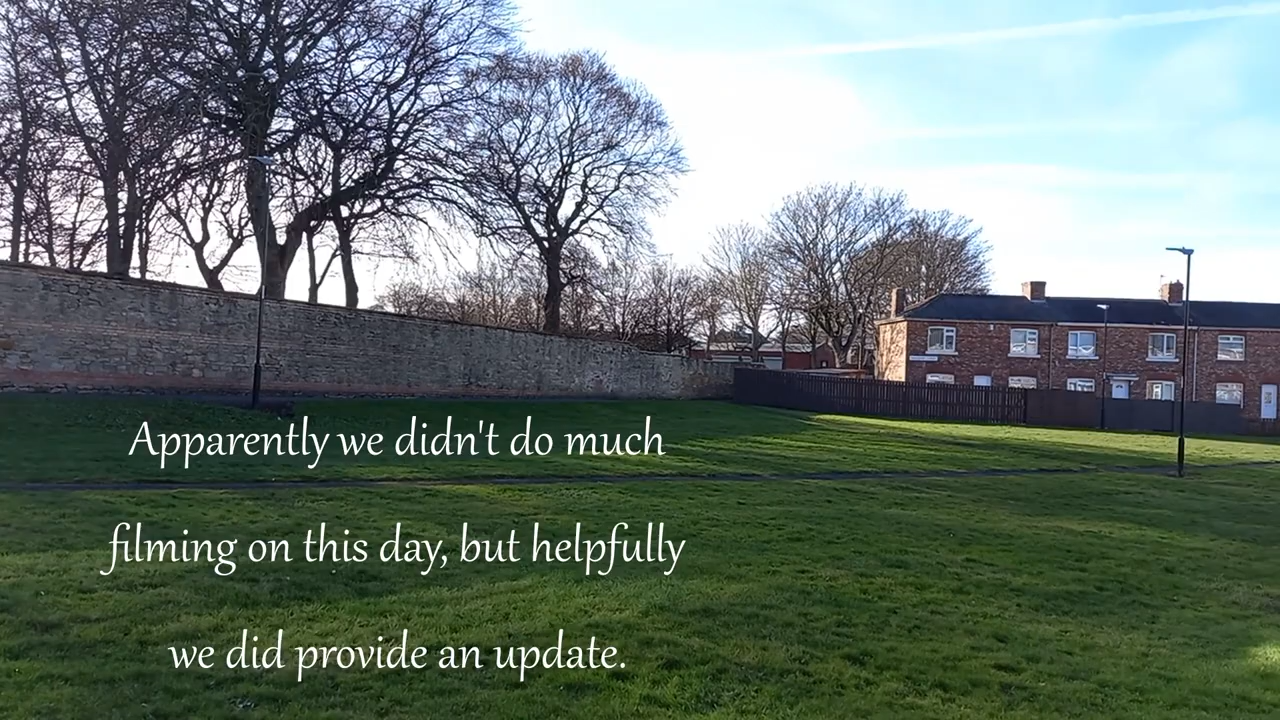 Apparently we didn't do much
filming on this day, but helpfully
we did provide an update.